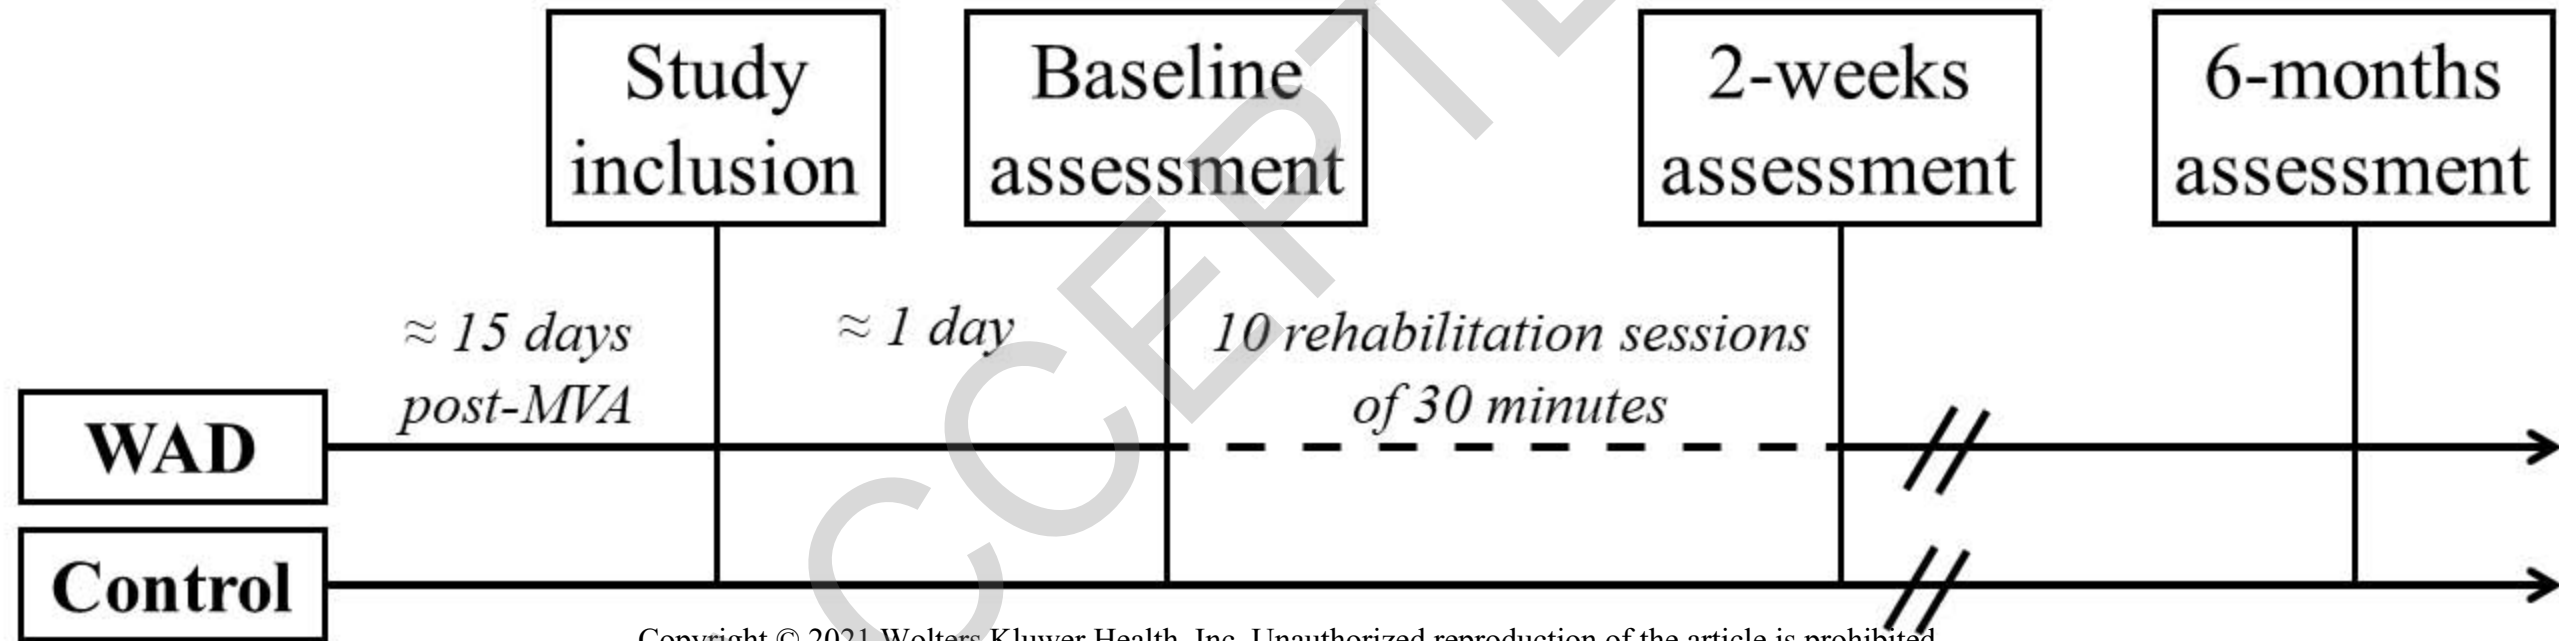 Study
inclusion
Baseline
assessment
2-weeks
assessment
6-months
assessment
≈ 15 days
post-MVA
≈ 1 day
10 rehabilitation sessions
of 30 minutes
WAD
Control
CCEPTE
Copyright © 2021 Wolters Kluwer Health, Inc. Unauthorized reproduction of the article is prohibited.